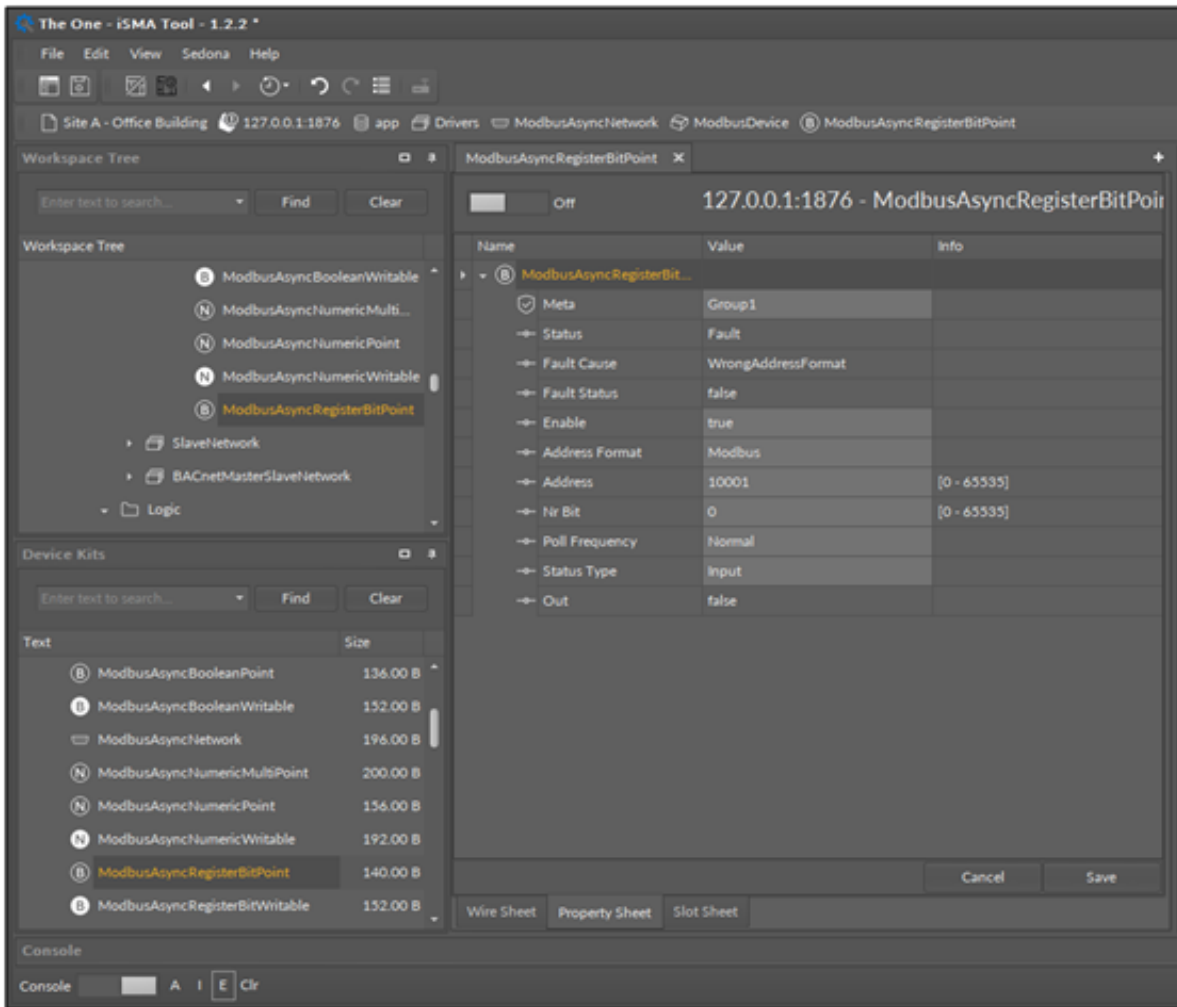 The One - iSMA Tool - 1.2.2 *
File Edit View Sedona Help
Site A - Office Building 127.0.0.1:1876 app Drivers ModbusAsyncNetwork ModbusDevice ModbusAsyncRegisterBitPoint
Workspace Tree
Enter text to search... Find Clear
Workspace Tree
ModbusAsyncBooleanWritable
ModbusAsyncNumericMulti...
ModbusAsyncNumericPoint
ModbusAsyncNumericWritable
ModbusAsyncRegisterBitPoint
SlaveNetwork
BACnetMasterSlaveNetwork
Logic
Device Kits
Enter text to search... Find Clear
Text Size
ModbusAsyncBooleanPoint 136.00 B
ModbusAsyncBooleanWritable 152.00 B
ModbusAsyncNetwork 196.00 B
ModbusAsyncNumericMultiPoint 200.00 B
ModbusAsyncNumericPoint 156.00 B
ModbusAsyncNumericWritable 192.00 B
ModbusAsyncRegisterBitPoint 140.00 B
ModbusAsyncRegisterBitWritable 152.00 B
ModbusAsyncRegisterBitPoint
Off 127.0.0.1:1876 - ModbusAsyncRegisterBitPoin
Name Value Info
ModbusAsyncRegisterBit...
Meta Group1
Status Fault
Fault Cause WrongAddressFormat
Fault Status false
Enable true
Address Format Modbus
Address 10001 [0 - 65535]
Nr Bit 0 [0 - 65535]
Poll Frequency Normal
Status Type Input
Out false
Cancel Save
Wire Sheet Property Sheet Slot Sheet
Console
Console A I E Clr